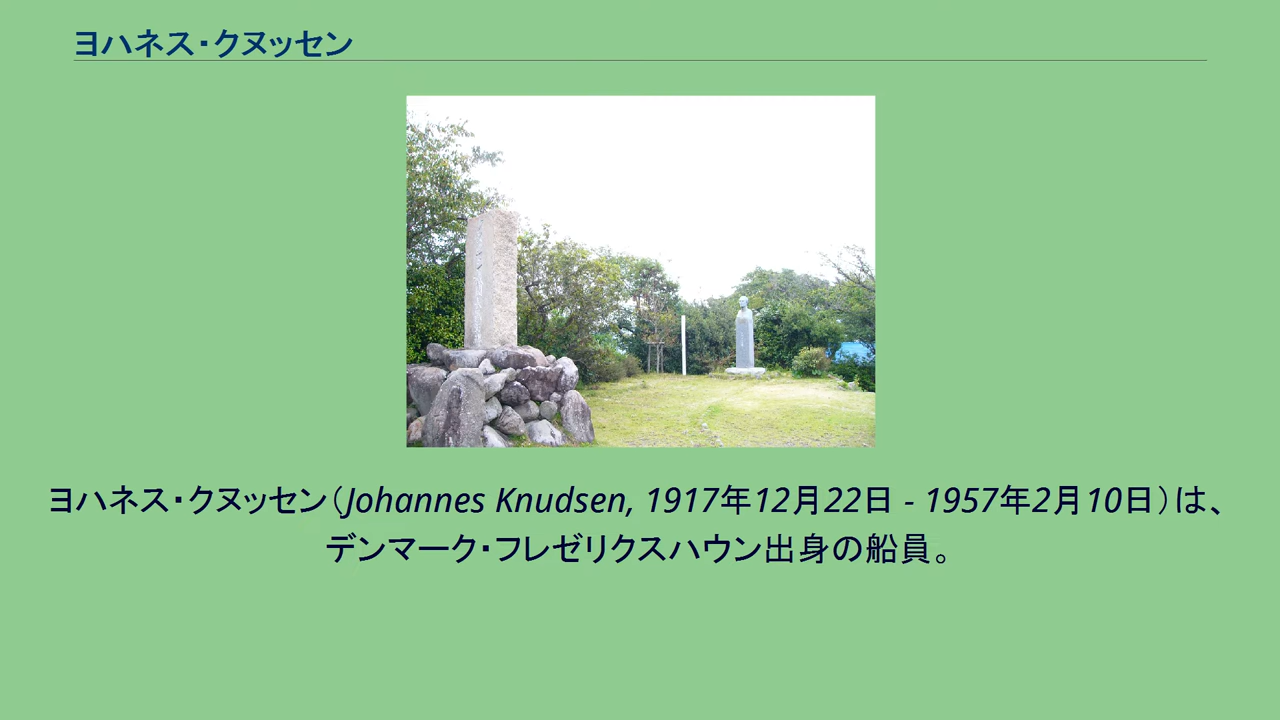 ヨハネス・クヌッセン
ヨハネス・クヌッセン（Johannes Knudsen, 1917年12月22日 - 1957年2月10日）は、
デンマーク・フレゼリクスハウン出身の船員。